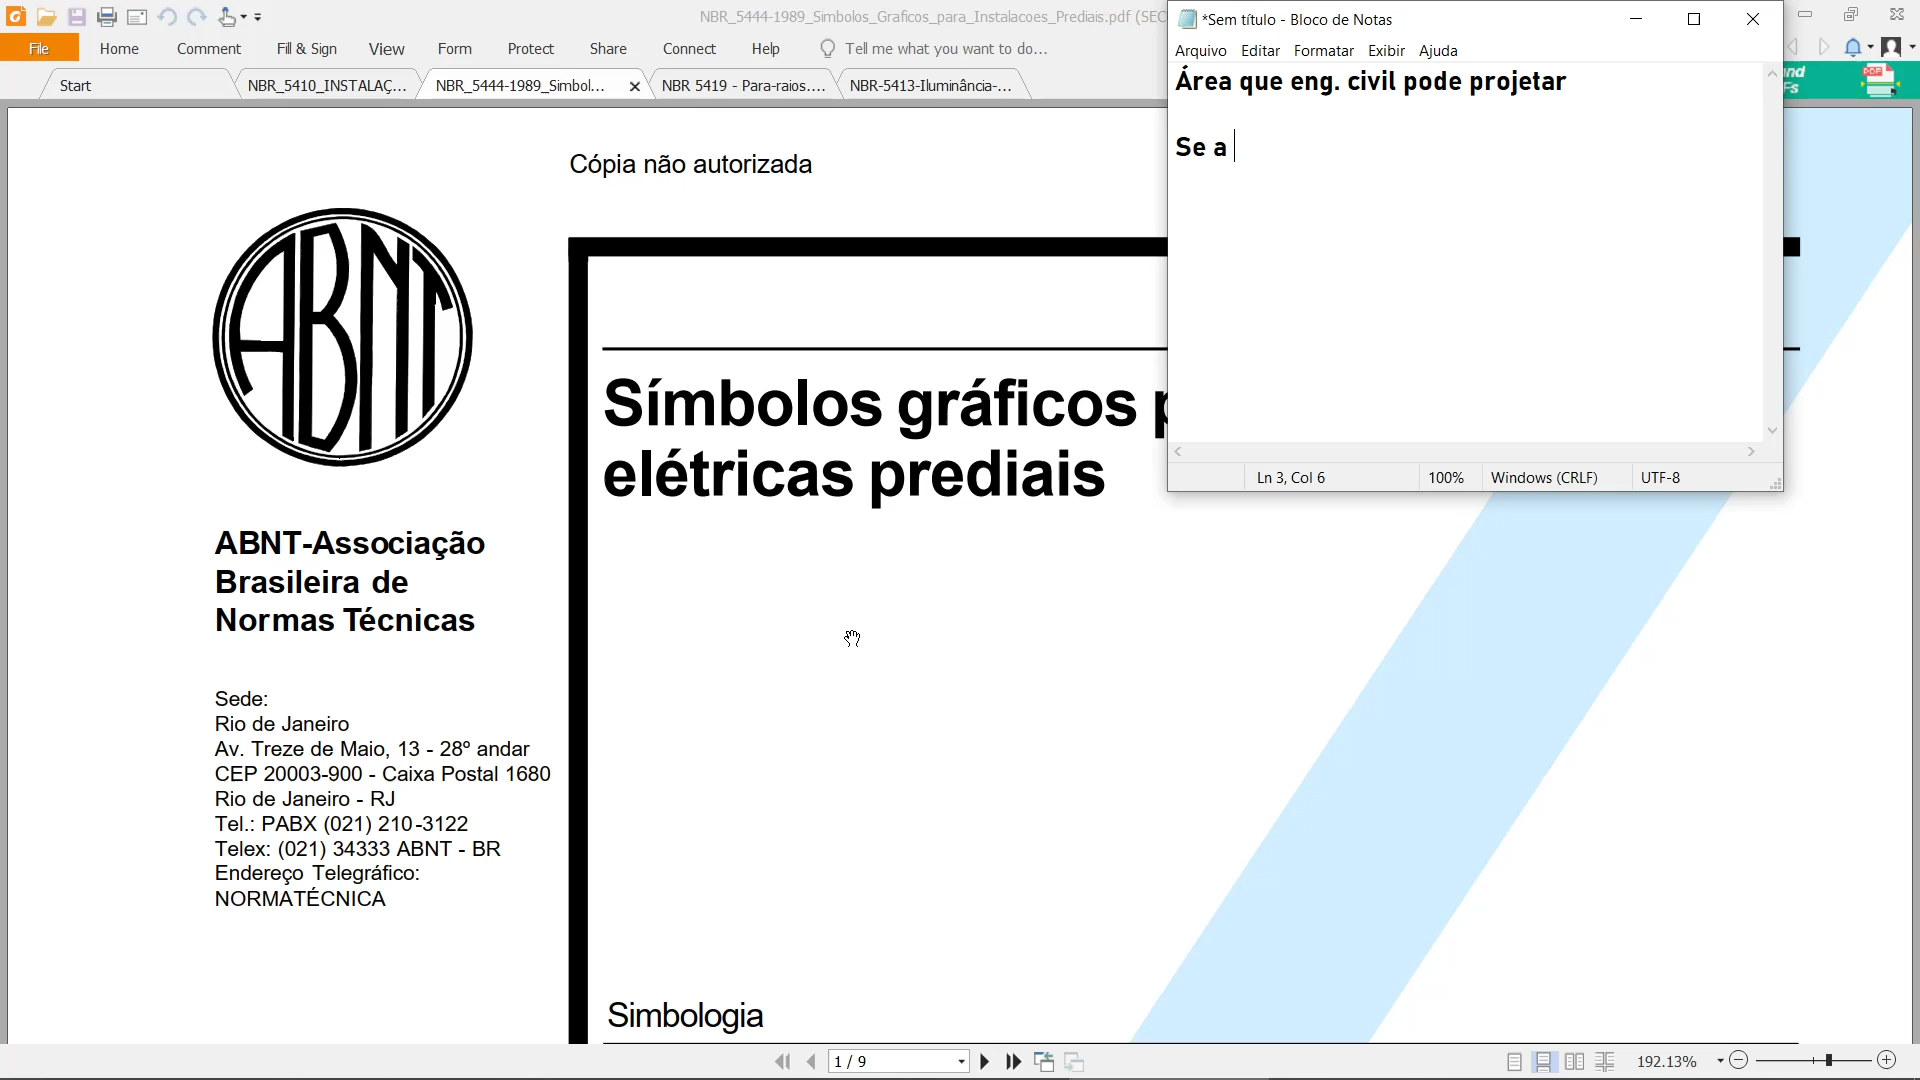 NBR_5444-1989_Simbolos_Graficos_para_Instalacoes_Prediais.pdf (SEC
File Home Comment Fill & Sign View Form Protect Share Connect Help Tell me what you want to do...
Start NBR_5410_INSTALAÇ... NBR_5444-1989_Simbol... NBR 5419 - Para-raios.... NBR-5413-Iluminância-...
*Sem título - Bloco de Notas
Arquivo Editar Formatar Exibir Ajuda
Área que eng. civil pode projetar
Se a
Ln 3, Col 6 100% Windows (CRLF) UTF-8
PDF
Cópia não autorizada
ABNT
Símbolos gráficos
elétricas prediais
ABNT-Associação
Brasileira de
Normas Técnicas
Sede:
Rio de Janeiro
Av. Treze de Maio, 13 - 28º andar
CEP 20003-900 - Caixa Postal 1680
Rio de Janeiro - RJ
Tel.: PABX (021) 210-3122
Telex: (021) 34333 ABNT - BR
Endereço Telegráfico:
NORMATÉCNICA
Simbologia
1 / 9
192.13%